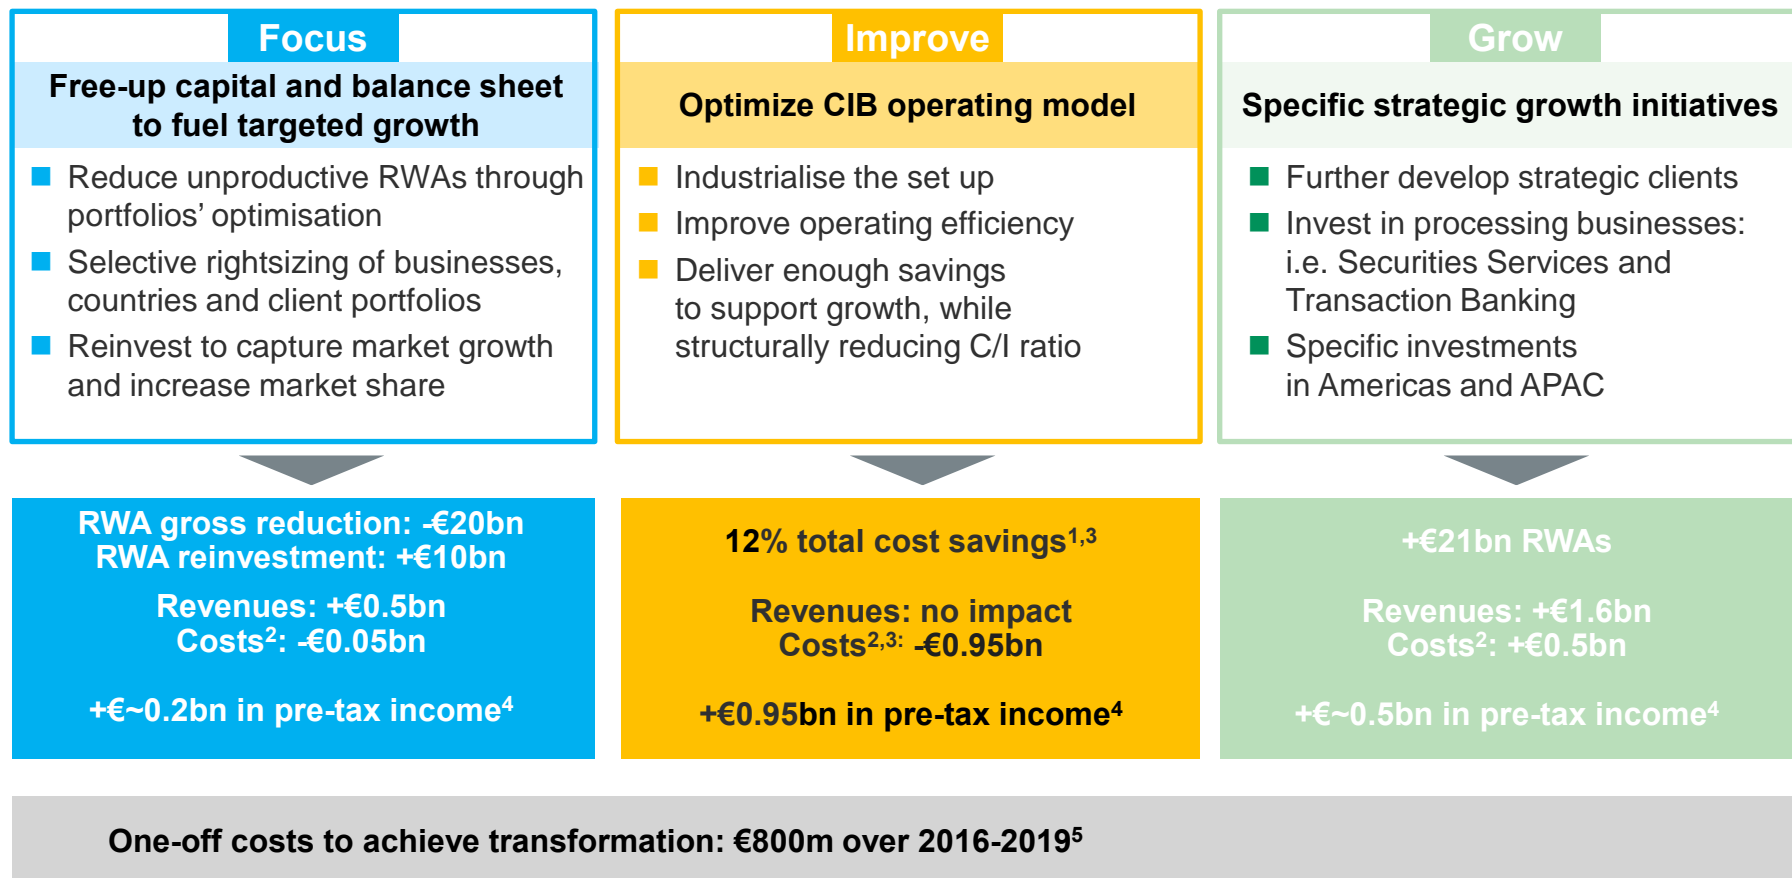 Focus
Free-up capital and balance sheet
to fuel targeted growth
■ Reduce unproductive RWAs through
portfolios’ optimisation
■ Selective rightsizing of businesses,
countries and client portfolios
■ Reinvest to capture market growth
and increase market share
RWA gross reduction: -€20bn
RWA reinvestment: +€10bn
Revenues: +€0.5bn
Costs²: -€0.05bn
+€~0.2bn in pre-tax income⁴
Improve
Optimize CIB operating model
■ Industrialise the set up
■ Improve operating efficiency
■ Deliver enough savings
to support growth, while
structurally reducing C/I ratio
12% total cost savings¹,³
Revenues: no impact
Costs²,³: -€0.95bn
+€0.95bn in pre-tax income⁴
Grow
Specific strategic growth initiatives
■ Further develop strategic clients
■ Invest in processing businesses:
i.e. Securities Services and
Transaction Banking
■ Specific investments
in Americas and APAC
+€21bn RWAs
Revenues: +€1.6bn
Costs²: +€0.5bn
+€~0.5bn in pre-tax income⁴
One-off costs to achieve transformation: €800m over 2016-2019⁵